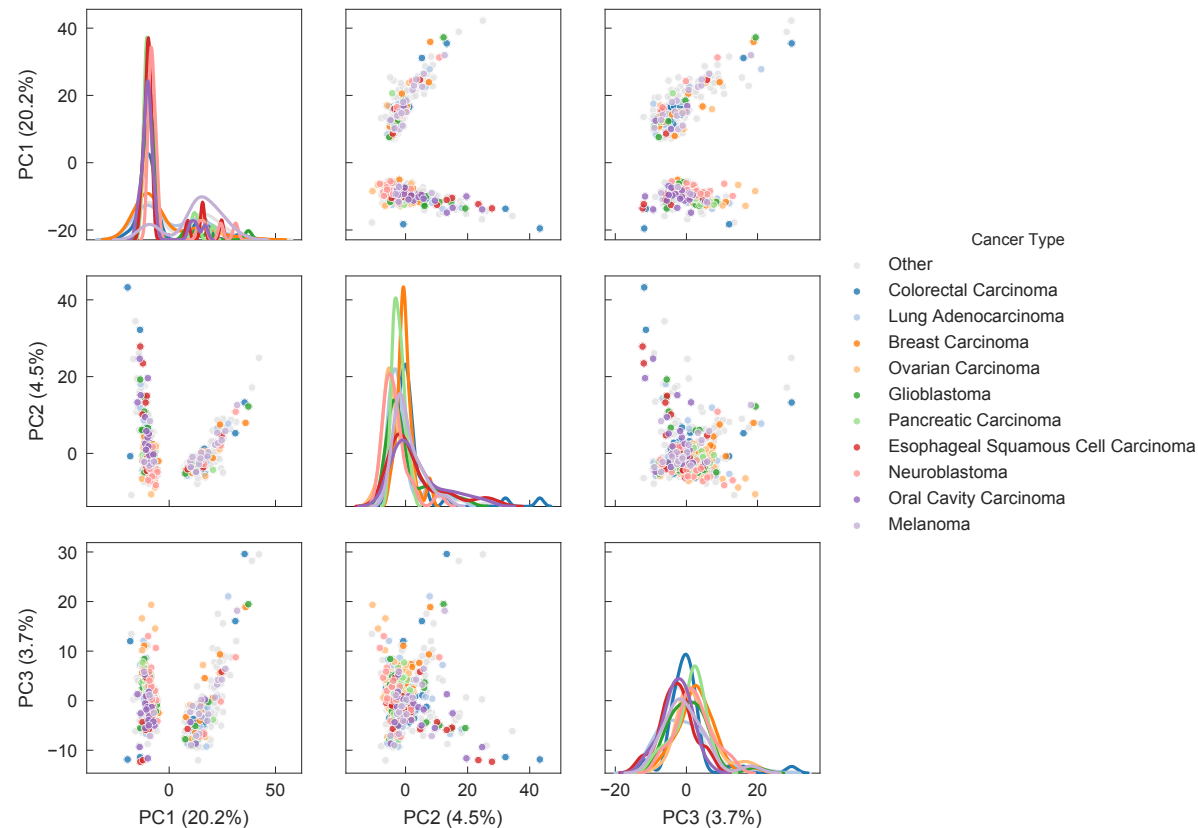 40
20
0
−20
PC1 (20.2%)
40
20
0
PC2 (4.5%)
30
20
10
0
−10
PC3 (3.7%)
0 50
PC1 (20.2%)
0 20 40
PC2 (4.5%)
−20 0 20
PC3 (3.7%)
Cancer Type
Other
Colorectal Carcinoma
Lung Adenocarcinoma
Breast Carcinoma
Ovarian Carcinoma
Glioblastoma
Pancreatic Carcinoma
Esophageal Squamous Cell Carcinoma
Neuroblastoma
Oral Cavity Carcinoma
Melanoma